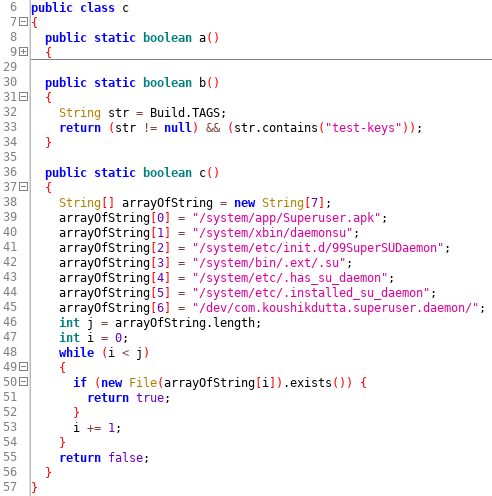 6 public class c
7 {
8 public static boolean a()
9 {
29
30 public static boolean b()
31 {
32 String str = Build.TAGS;
33 return (str != null) && (str.contains("test-keys"));
34 }
35
36 public static boolean c()
37 {
38 String[] arrayOfString = new String[7];
39 arrayOfString[0] = "/system/app/Superuser.apk";
40 arrayOfString[1] = "/system/xbin/daemonsu";
41 arrayOfString[2] = "/system/etc/init.d/99SuperSUDaemon";
42 arrayOfString[3] = "/system/bin/.ext/.su";
43 arrayOfString[4] = "/system/etc/.has_su_daemon";
44 arrayOfString[5] = "/system/etc/.installed_su_daemon";
45 arrayOfString[6] = "/dev/com.koushikdutta.superuser.daemon/";
46 int j = arrayOfString.length;
47 int i = 0;
48 while (i < j)
49 {
50 if (new File(arrayOfString[i]).exists()) {
51 return true;
52 }
53 i += 1;
54 }
55 return false;
56 }
57 }